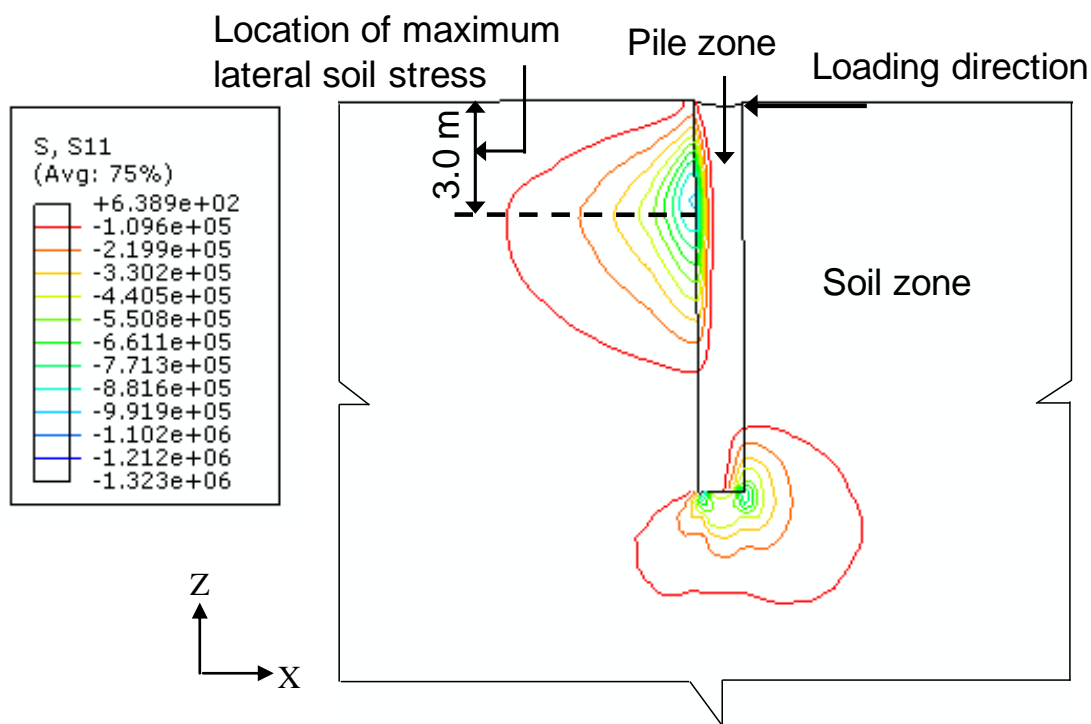 Location of maximum
lateral soil stress
Pile zone
Loading direction
S, S11
(Avg: 75%)
+6.389e+02
-1.096e+05
-2.199e+05
-3.302e+05
-4.405e+05
-5.508e+05
-6.611e+05
-7.713e+05
-8.816e+05
-9.919e+05
-1.102e+06
-1.212e+06
-1.323e+06
3.0 m
Soil zone
Z
X